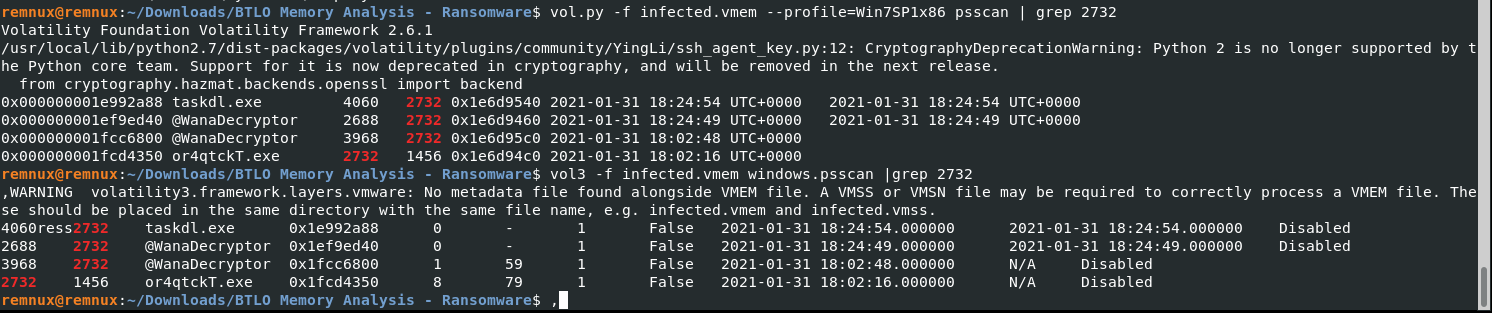 remnux@remnux:~/Downloads/BTLO Memory Analysis - Ransomware$ vol.py -f infected.vmem --profile=Win7SP1x86 psscan | grep 2732
Volatility Foundation Volatility Framework 2.6.1
/usr/local/lib/python2.7/dist-packages/volatility/plugins/community/YingLi/ssh_agent_key.py:12: CryptographyDeprecationWarning: Python 2 is no longer supported by t
he Python core team. Support for it is now deprecated in cryptography, and will be removed in the next release.
  from cryptography.hazmat.backends.openssl import backend
0x000000001e992a88 taskdl.exe         4060   2732 0x1e6d9540 2021-01-31 18:24:54 UTC+0000   2021-01-31 18:24:54 UTC+0000
0x000000001ef9ed40 @WanaDecryptor     2688   2732 0x1e6d9460 2021-01-31 18:24:49 UTC+0000   2021-01-31 18:24:49 UTC+0000
0x000000001fcc6800 @WanaDecryptor     3968   2732 0x1e6d95c0 2021-01-31 18:02:48 UTC+0000
0x000000001fcd4350 or4qtckT.exe       2732   1456 0x1e6d94c0 2021-01-31 18:02:16 UTC+0000
remnux@remnux:~/Downloads/BTLO Memory Analysis - Ransomware$ vol3 -f infected.vmem windows.psscan |grep 2732
,WARNING  volatility3.framework.layers.vmware: No metadata file found alongside VMEM file. A VMSS or VMSN file may be required to correctly process a VMEM file. The
se should be placed in the same directory with the same file name, e.g. infected.vmem and infected.vmss.
4060ress2732    taskdl.exe      0x1e992a88      0       -       1       False   2021-01-31 18:24:54.000000      2021-01-31 18:24:54.000000    Disabled
2688    2732    @WanaDecryptor  0x1ef9ed40      0       -       1       False   2021-01-31 18:24:49.000000      2021-01-31 18:24:49.000000    Disabled
3968    2732    @WanaDecryptor  0x1fcc6800      1       59      1       False   2021-01-31 18:02:48.000000      N/A     Disabled
2732    1456    or4qtckT.exe    0x1fcd4350      8       79      1       False   2021-01-31 18:02:16.000000      N/A     Disabled
remnux@remnux:~/Downloads/BTLO Memory Analysis - Ransomware$ ,